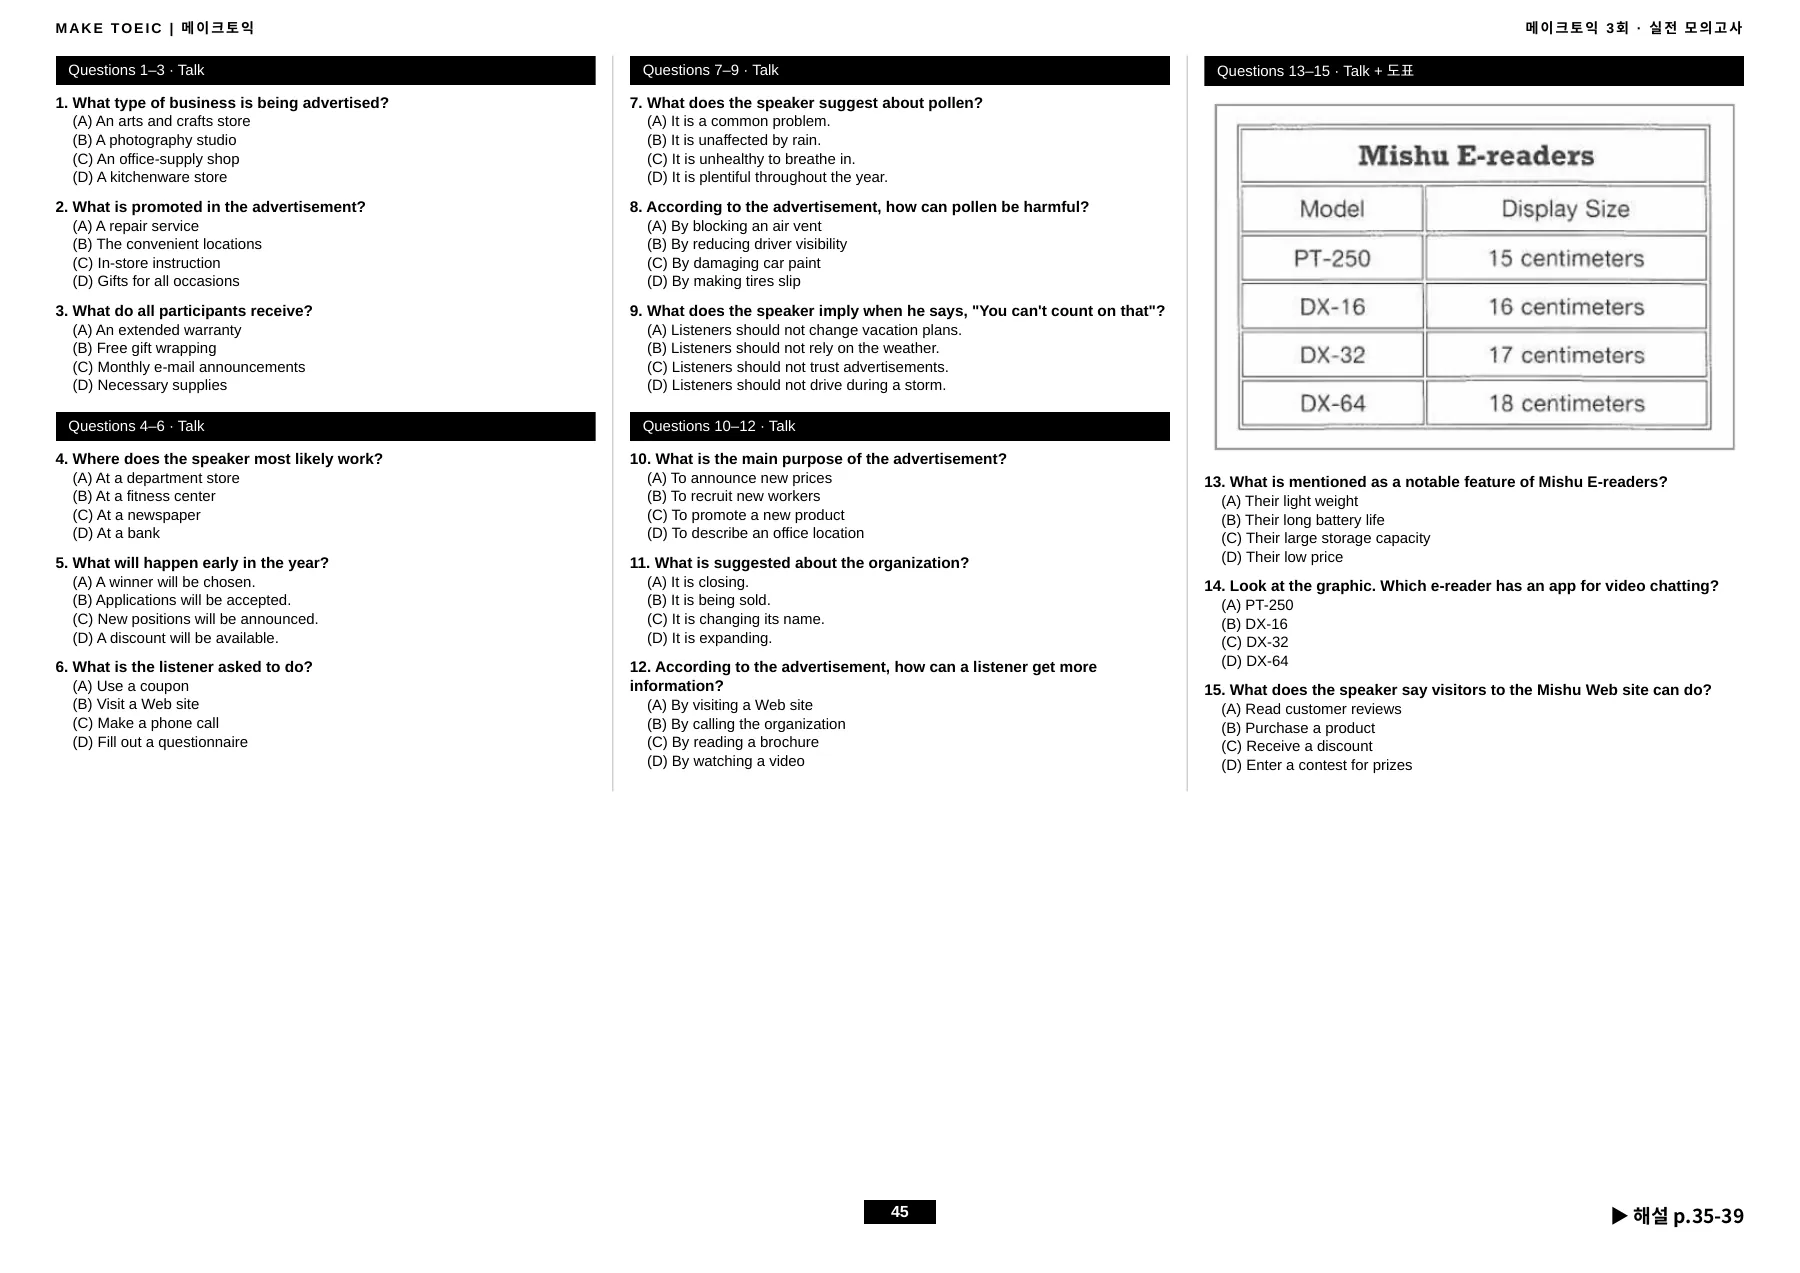 MAKE TOEIC | 메이크토익
메이크토익 3회 · 실전 모의고사
Questions 1–3 · Talk
1. What type of business is being advertised?
(A) An arts and crafts store
(B) A photography studio
(C) An office-supply shop
(D) A kitchenware store
2. What is promoted in the advertisement?
(A) A repair service
(B) The convenient locations
(C) In-store instruction
(D) Gifts for all occasions
3. What do all participants receive?
(A) An extended warranty
(B) Free gift wrapping
(C) Monthly e-mail announcements
(D) Necessary supplies
Questions 4–6 · Talk
4. Where does the speaker most likely work?
(A) At a department store
(B) At a fitness center
(C) At a newspaper
(D) At a bank
5. What will happen early in the year?
(A) A winner will be chosen.
(B) Applications will be accepted.
(C) New positions will be announced.
(D) A discount will be available.
6. What is the listener asked to do?
(A) Use a coupon
(B) Visit a Web site
(C) Make a phone call
(D) Fill out a questionnaire
Questions 7–9 · Talk
7. What does the speaker suggest about pollen?
(A) It is a common problem.
(B) It is unaffected by rain.
(C) It is unhealthy to breathe in.
(D) It is plentiful throughout the year.
8. According to the advertisement, how can pollen be harmful?
(A) By blocking an air vent
(B) By reducing driver visibility
(C) By damaging car paint
(D) By making tires slip
9. What does the speaker imply when he says, "You can't count on that"?
(A) Listeners should not change vacation plans.
(B) Listeners should not rely on the weather.
(C) Listeners should not trust advertisements.
(D) Listeners should not drive during a storm.
Questions 10–12 · Talk
10. What is the main purpose of the advertisement?
(A) To announce new prices
(B) To recruit new workers
(C) To promote a new product
(D) To describe an office location
11. What is suggested about the organization?
(A) It is closing.
(B) It is being sold.
(C) It is changing its name.
(D) It is expanding.
12. According to the advertisement, how can a listener get more
information?
(A) By visiting a Web site
(B) By calling the organization
(C) By reading a brochure
(D) By watching a video
Questions 13–15 · Talk + 도표
Mishu E-readers
Model Display Size
PT-250 15 centimeters
DX-16 16 centimeters
DX-32 17 centimeters
DX-64 18 centimeters
13. What is mentioned as a notable feature of Mishu E-readers?
(A) Their light weight
(B) Their long battery life
(C) Their large storage capacity
(D) Their low price
14. Look at the graphic. Which e-reader has an app for video chatting?
(A) PT-250
(B) DX-16
(C) DX-32
(D) DX-64
15. What does the speaker say visitors to the Mishu Web site can do?
(A) Read customer reviews
(B) Purchase a product
(C) Receive a discount
(D) Enter a contest for prizes
45
▶ 해설 p.35-39